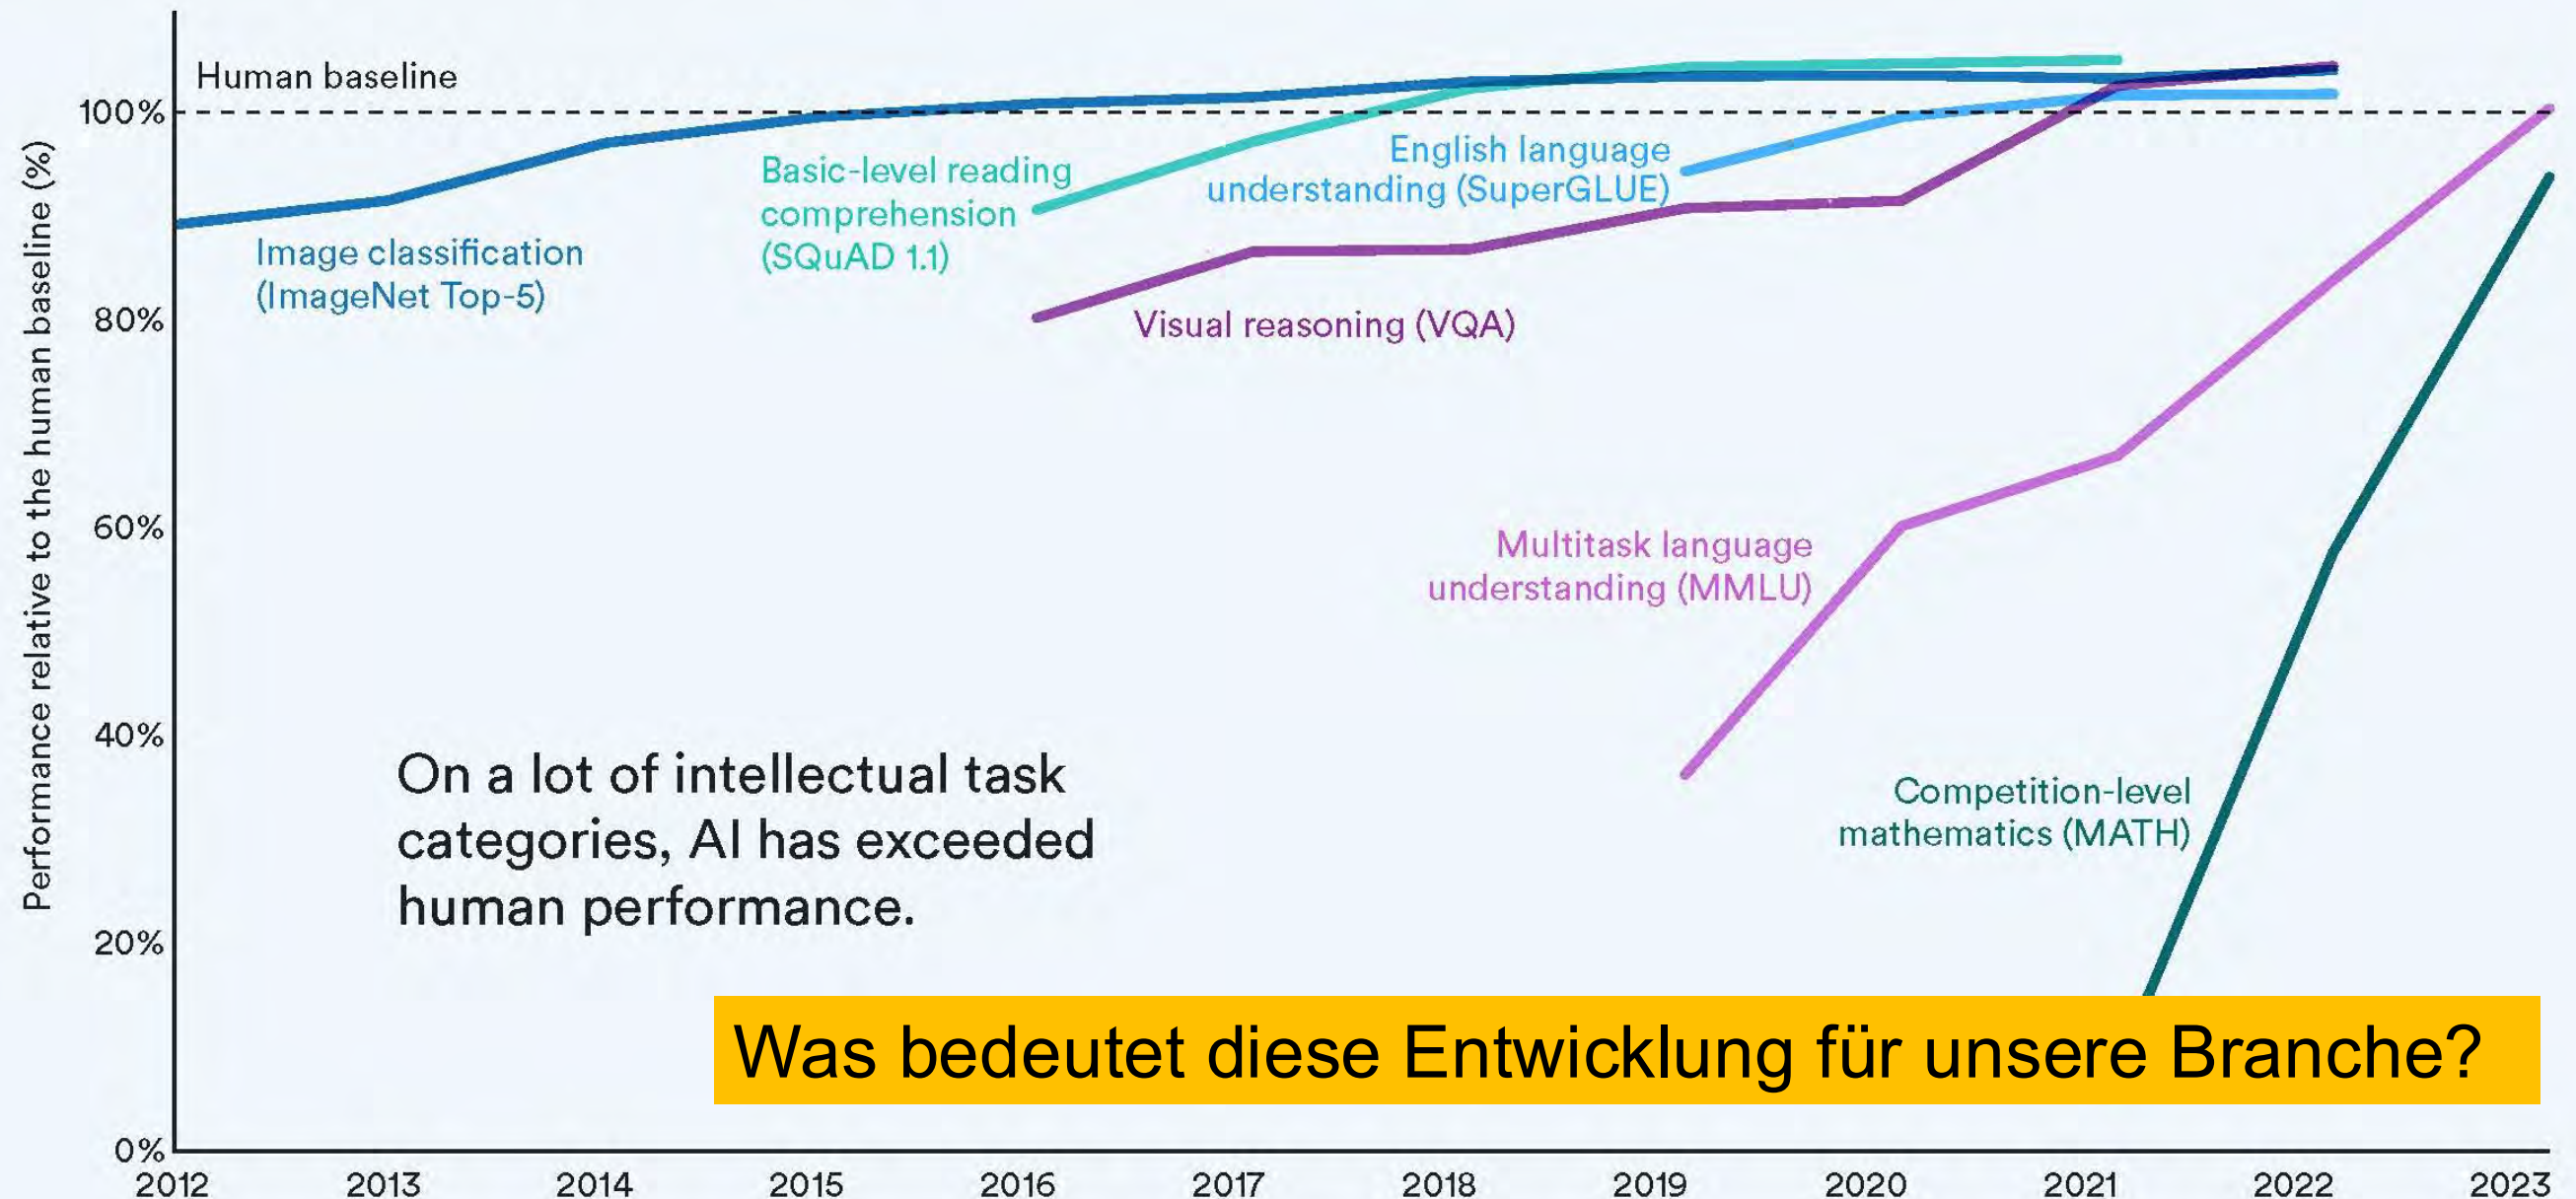 Performance relative to the human baseline (%)
Human baseline
100%
80%
60%
40%
20%
0%
Image classification
(ImageNet Top-5)
Basic-level reading
comprehension
(SQuAD 1.1)
English language
understanding (SuperGLUE)
Visual reasoning (VQA)
Multitask language
understanding (MMLU)
Competition-level
mathematics (MATH)
On a lot of intellectual task
categories, AI has exceeded
human performance.
Was bedeutet diese Entwicklung für unsere Branche?
2012 2013 2014 2015 2016 2017 2018 2019 2020 2021 2022 2023